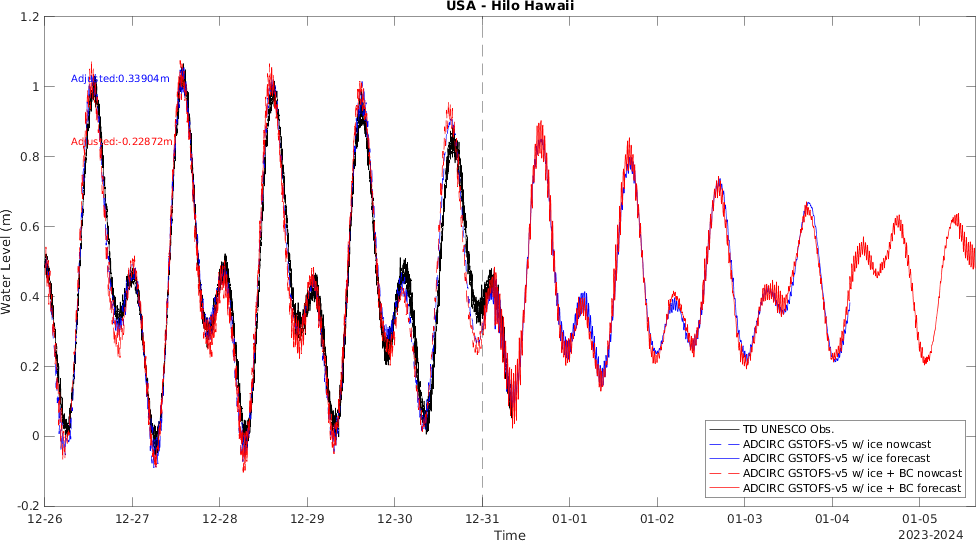 USA - Hilo Hawaii
1.2
1
0.8
0.6
0.4
0.2
0
-0.2
Water Level (m)
Adjusted:0.33904m
Adjusted:-0.22872m
TD UNESCO Obs.
ADCIRC GSTOFS-v5 w/ ice nowcast
ADCIRC GSTOFS-v5 w/ ice forecast
ADCIRC GSTOFS-v5 w/ ice + BC nowcast
ADCIRC GSTOFS-v5 w/ ice + BC forecast
12-26 12-27 12-28 12-29 12-30 12-31 01-01 01-02 01-03 01-04 01-05
Time
2023-2024